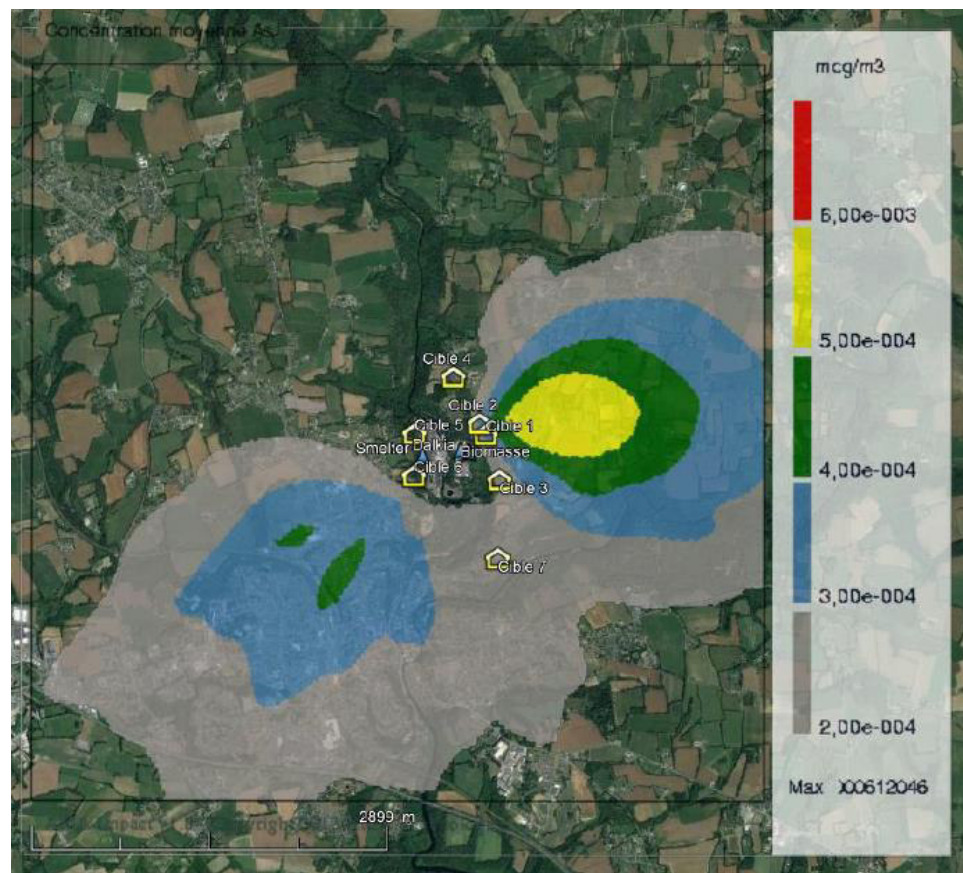 Concentration moyenne As
mcg/m3
6,00e-003
5,00e-004
Cible 4
Cible 2
Cible 5
Cible 1
Smelter
Dalkia
Biomasse
4,00e-004
Cible 6
Cible 3
Cible 7
3,00e-004
2,00e-004
Max
2899 m